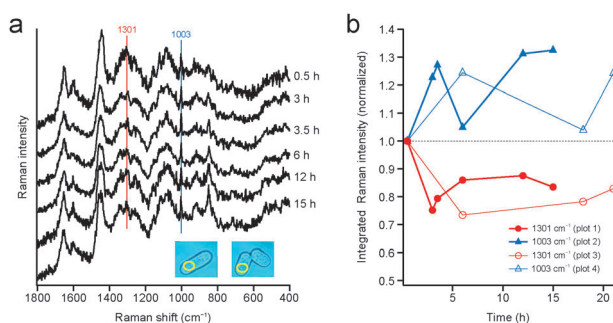 a
1301
1003
0.5 h
3 h
3.5 h
6 h
12 h
15 h
Raman intensity
1800
1600
1400
1200
1000
800
600
400
Raman shift (cm⁻¹)
b
1.4
1.3
1.2
1.1
1.0
0.9
0.8
0.7
0.6
0.5
Integrated Raman intensity (normalized)
1301 cm⁻¹ (plot 1)
1003 cm⁻¹ (plot 2)
1301 cm⁻¹ (plot 3)
1003 cm⁻¹ (plot 4)
5
10
15
20
Time (h)